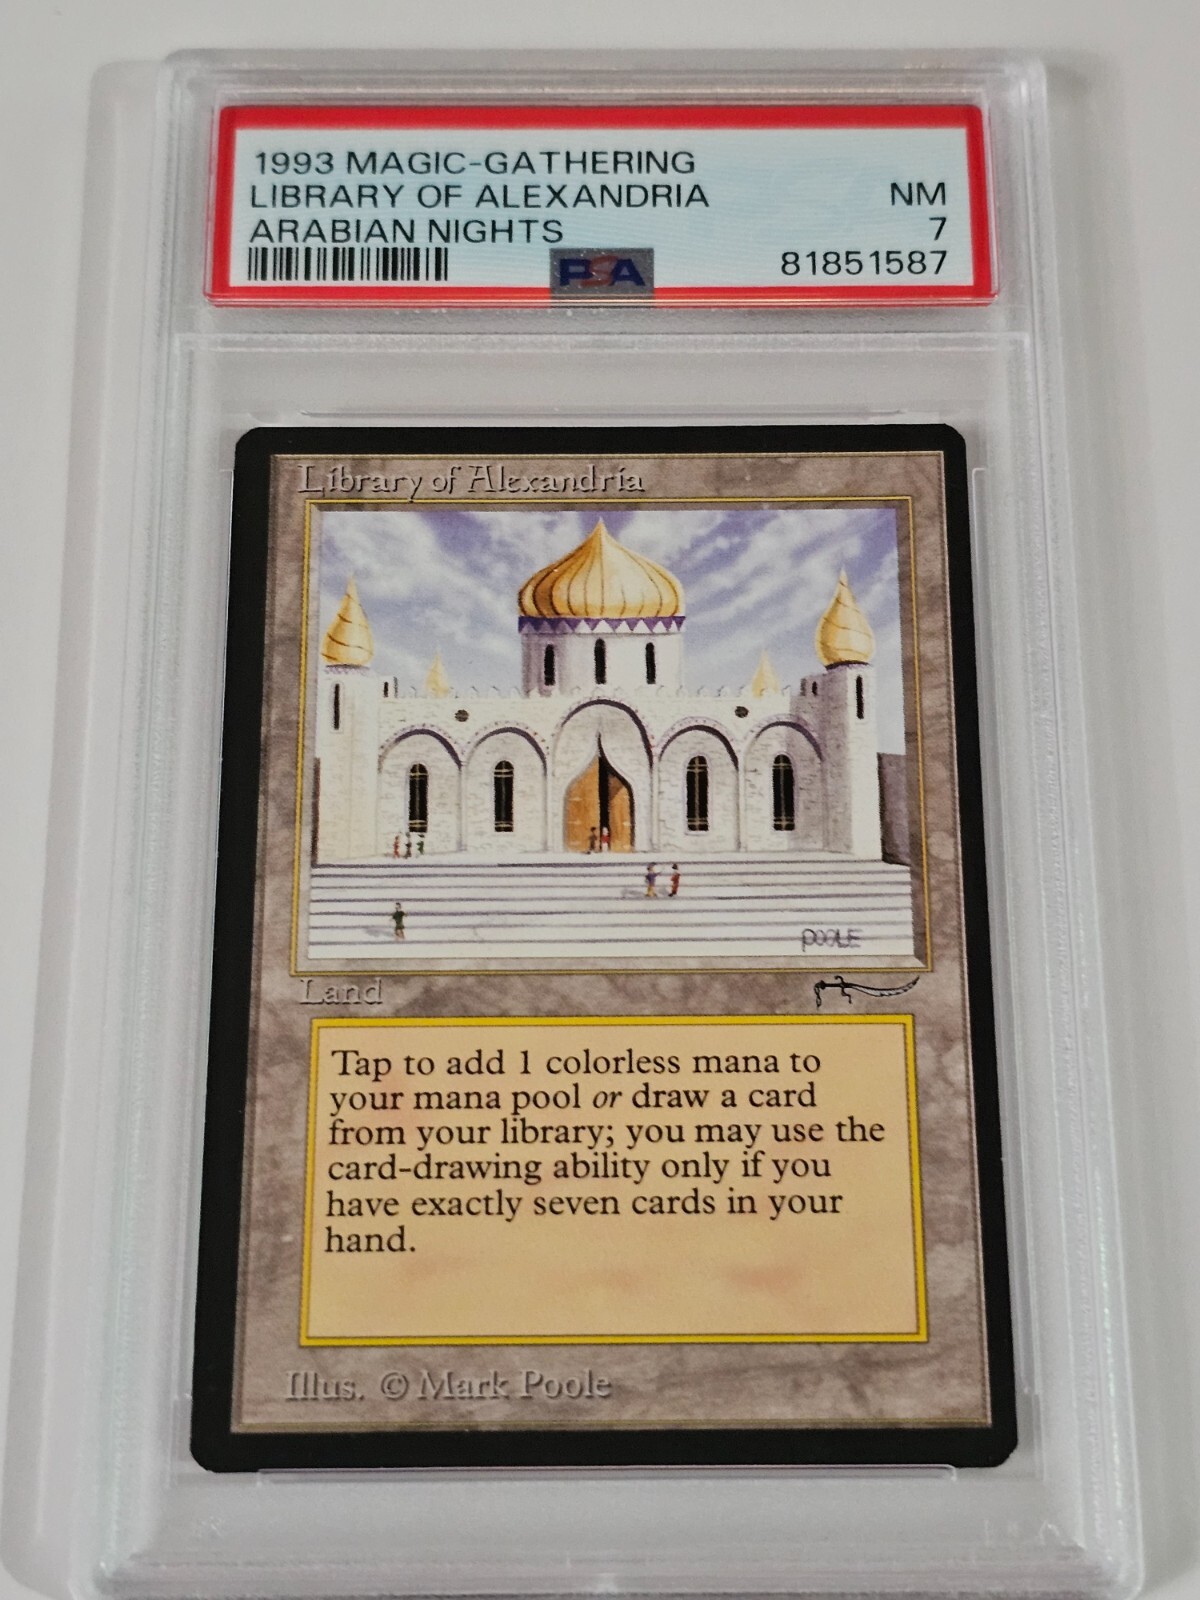 1993 MAGIC-GATHERING
LIBRARY OF ALEXANDRIA NM
ARABIAN NIGHTS 7
PSA 81851587
Library of Alexandria
POOLE
Land
Tap to add 1 colorless mana to
your mana pool or draw a card
from your library; you may use the
card-drawing ability only if you
have exactly seven cards in your
hand.
Illus. © Mark Poole